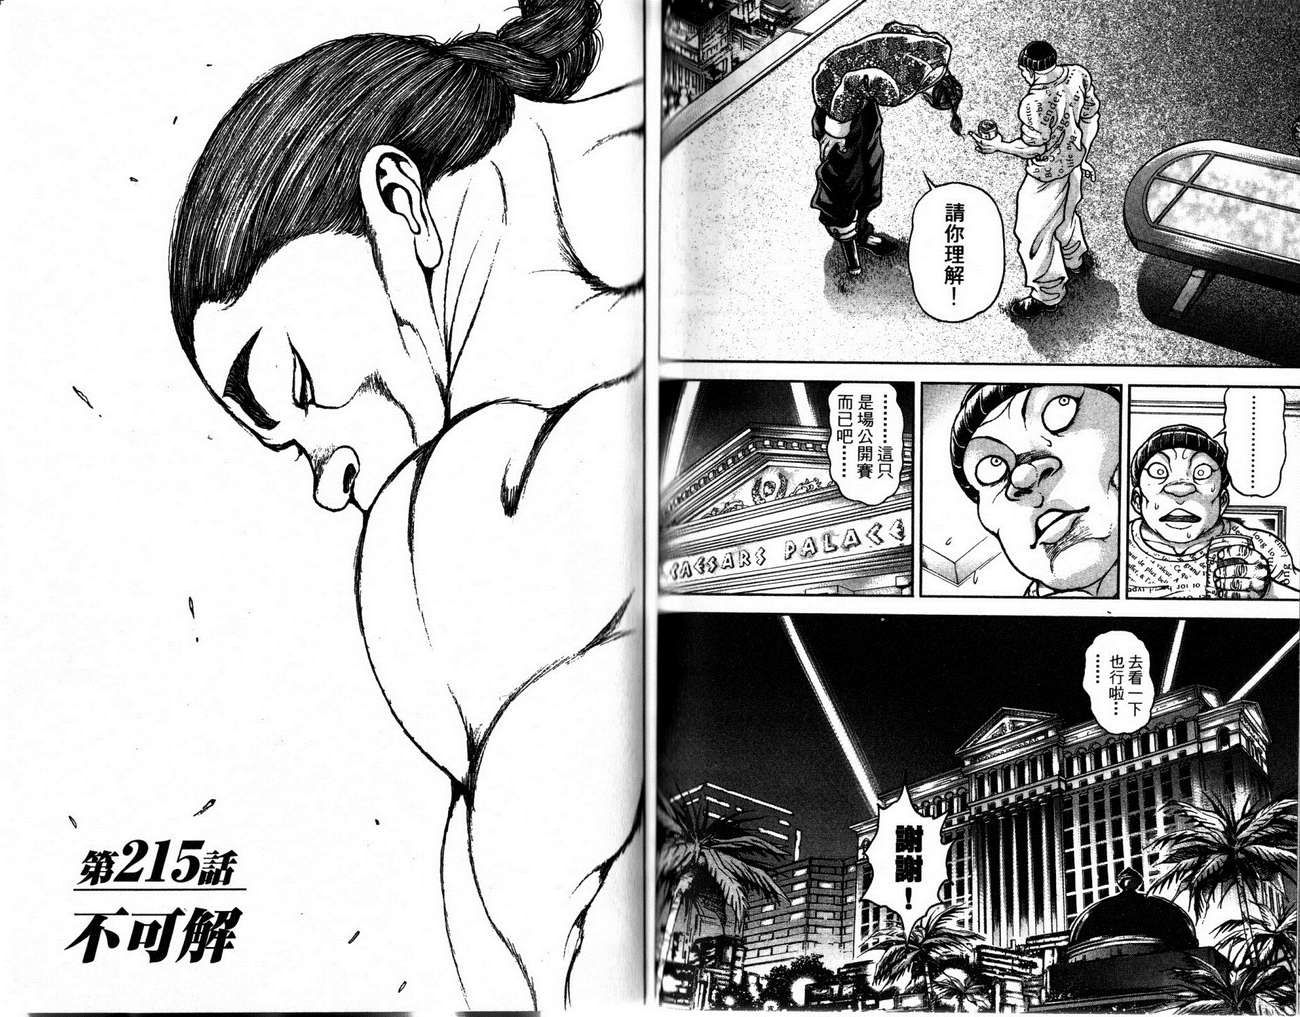 請你理解！
…………
………這只
是場公開賽
而已吧……
CAESARS PALACE
去看一下
也行啦…
……
謝謝！
第215話
不可解